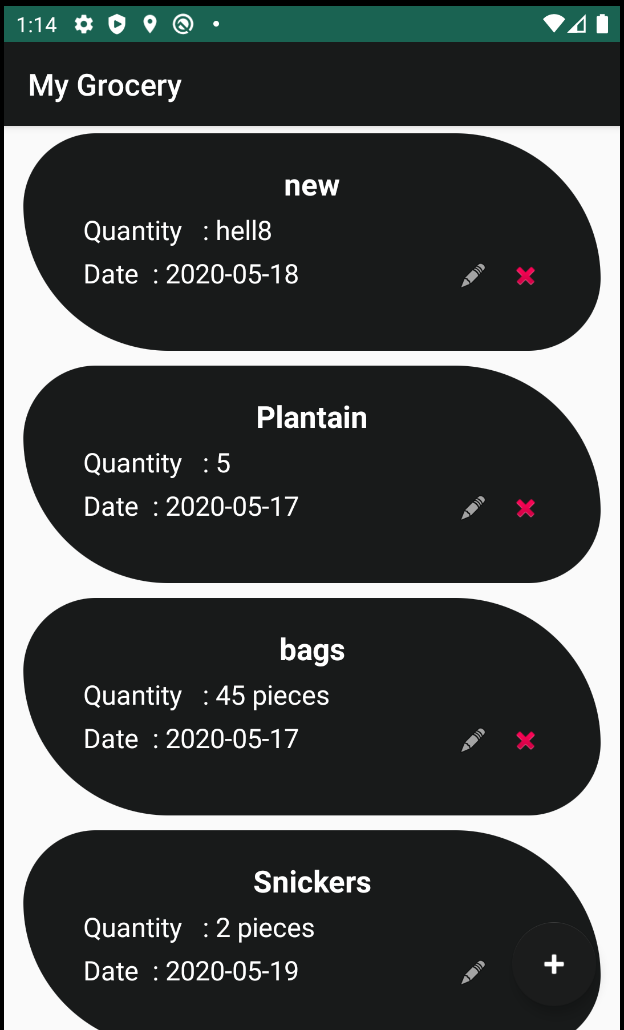 1:14
My Grocery
new
Quantity : hell8
Date : 2020-05-18
Plantain
Quantity : 5
Date : 2020-05-17
bags
Quantity : 45 pieces
Date : 2020-05-17
Snickers
Quantity : 2 pieces
Date : 2020-05-19